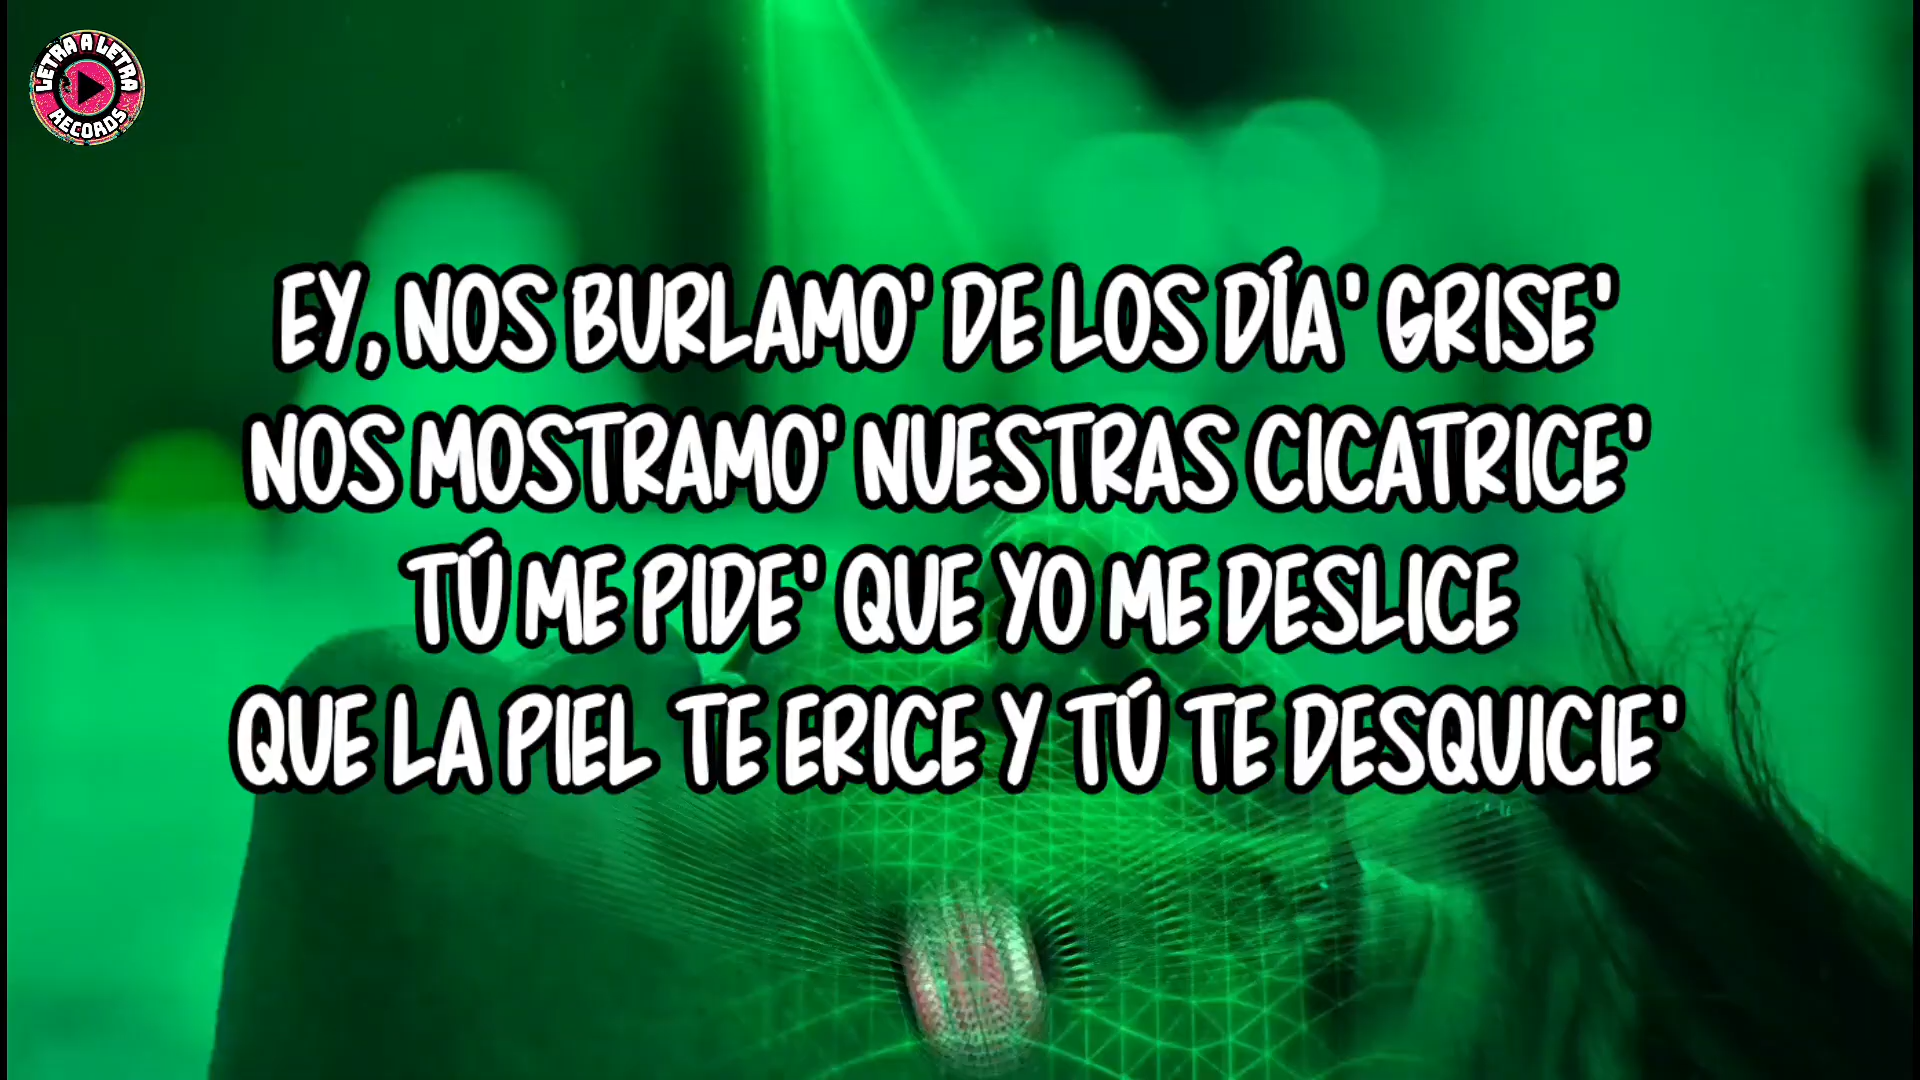 LETRA A LETRA
RECORDS
EY, NOS BURLAMO' DE LOS DÍA' GRISE'
NOS MOSTRAMO' NUESTRAS CICATRICE'
TÚ ME PIDE' QUE YO ME DESLICE
QUE LA PIEL TE ERICE Y TÚ TE DESQUICIE'